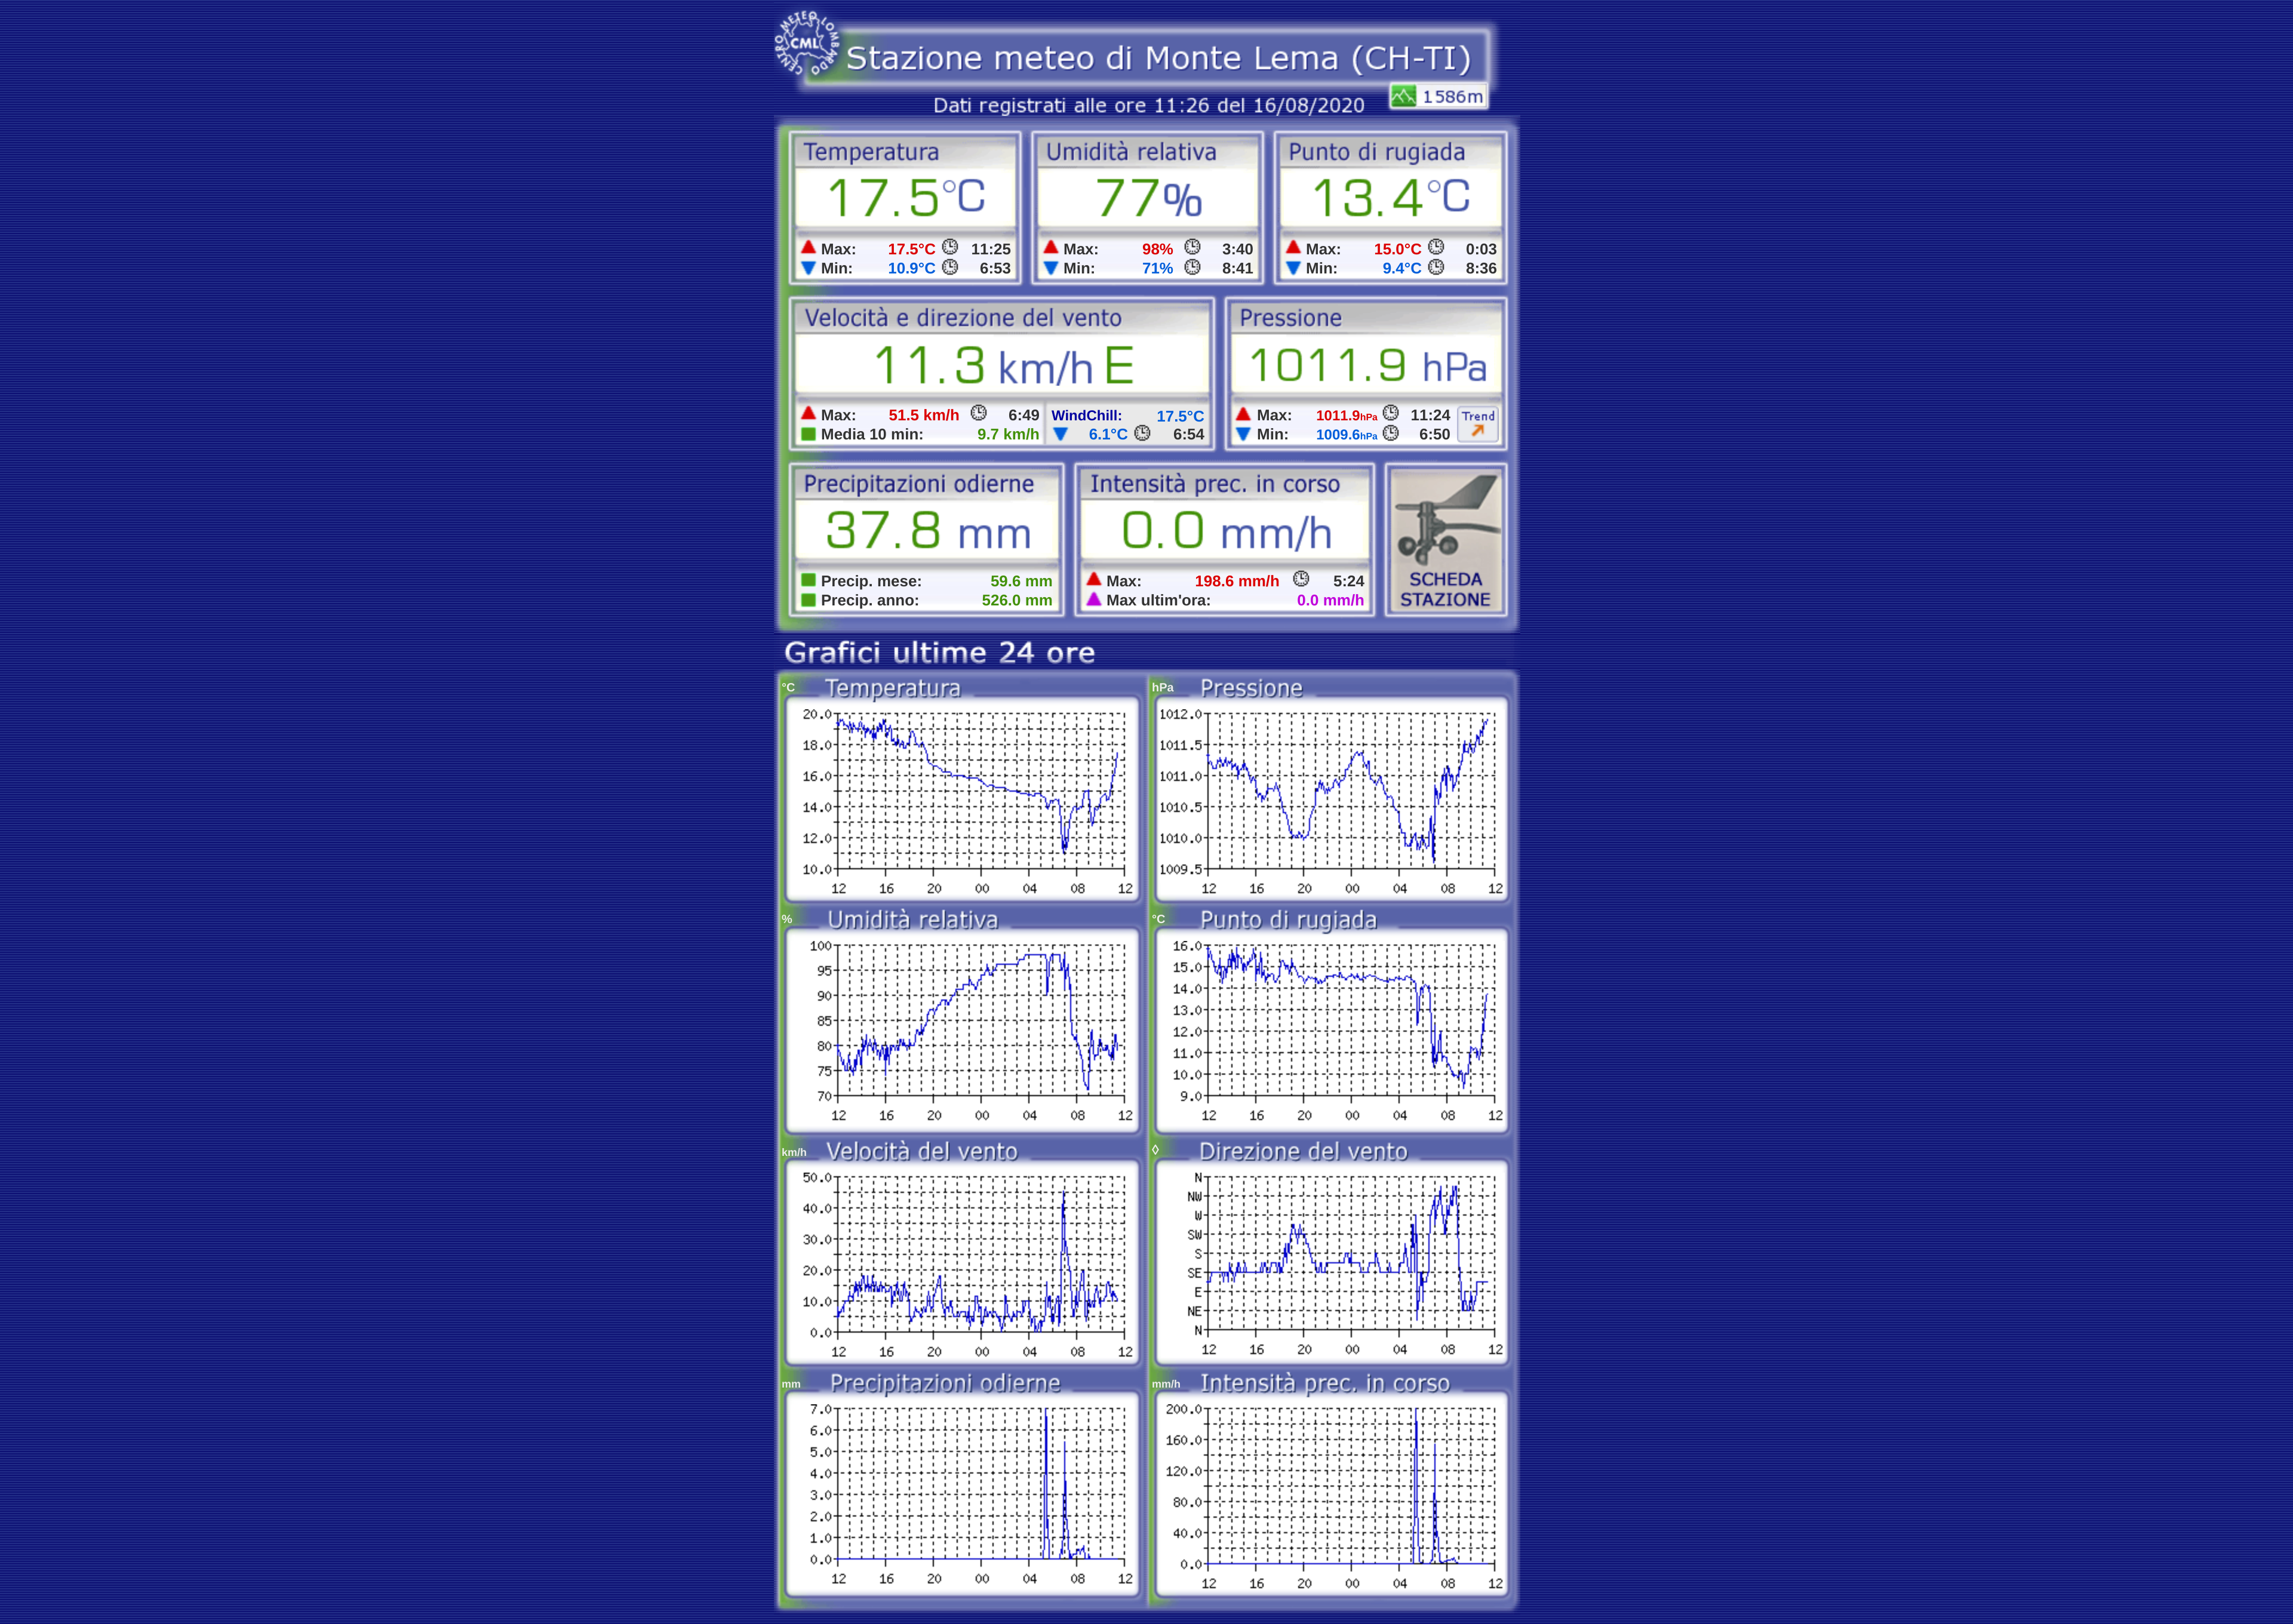 CENTRO METEO LOMBARDO
CML
Stazione meteo di Monte Lema (CH-TI)
Dati registrati alle ore 11:26 del 16/08/2020
1586m
Temperatura
17.5°C
Max: 17.5°C 11:25
Min: 10.9°C 6:53
Umidità relativa
77%
Max: 98% 3:40
Min: 71% 8:41
Punto di rugiada
13.4°C
Max: 15.0°C 0:03
Min: 9.4°C 8:36
Velocità e direzione del vento
11.3 km/h E
Max: 51.5 km/h 6:49
Media 10 min: 9.7 km/h
WindChill: 17.5°C
6.1°C 6:54
Pressione
1011.9 hPa
Max: 1011.9hPa 11:24
Min: 1009.6hPa 6:50
Trend
Precipitazioni odierne
37.8 mm
Precip. mese: 59.6 mm
Precip. anno: 526.0 mm
Intensità prec. in corso
0.0 mm/h
Max: 198.6 mm/h 5:24
Max ultim'ora: 0.0 mm/h
SCHEDA
STAZIONE
Grafici ultime 24 ore
°C Temperatura
20.0
18.0
16.0
14.0
12.0
10.0
12 16 20 00 04 08 12
hPa Pressione
1012.0
1011.5
1011.0
1010.5
1010.0
1009.5
12 16 20 00 04 08 12
% Umidità relativa
100
95
90
85
80
75
70
12 16 20 00 04 08 12
°C Punto di rugiada
16.0
15.0
14.0
13.0
12.0
11.0
10.0
9.0
12 16 20 00 04 08 12
km/h Velocità del vento
50.0
40.0
30.0
20.0
10.0
0.0
12 16 20 00 04 08 12
◊ Direzione del vento
N
NW
W
SW
S
SE
E
NE
N
12 16 20 00 04 08 12
mm Precipitazioni odierne
7.0
6.0
5.0
4.0
3.0
2.0
1.0
0.0
12 16 20 00 04 08 12
mm/h Intensità prec. in corso
200.0
160.0
120.0
80.0
40.0
0.0
12 16 20 00 04 08 12